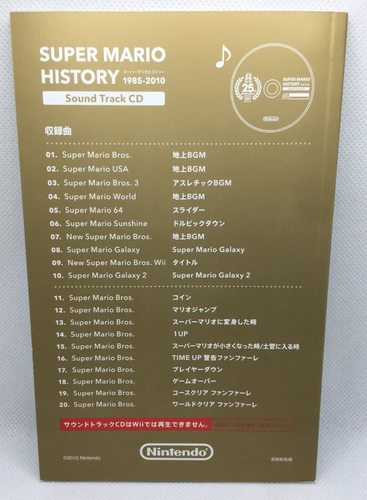 SUPER MARIO
HISTORY スーパーマリオヒストリー 1985-2010
Sound Track CD
25
SUPER MARIO
HISTORY
Nintendo
収録曲
01. Super Mario Bros. 地上BGM
02. Super Mario USA 地上BGM
03. Super Mario Bros. 3 アスレチックBGM
04. Super Mario World 地上BGM
05. Super Mario 64 スライダー
06. Super Mario Sunshine ドルピックタウン
07. New Super Mario Bros. 地上BGM
08. Super Mario Galaxy Super Mario Galaxy
09. New Super Mario Bros. Wii タイトル
10. Super Mario Galaxy 2 Super Mario Galaxy 2
11. Super Mario Bros. コイン
12. Super Mario Bros. マリオジャンプ
13. Super Mario Bros. スーパーマリオに変身した時
14. Super Mario Bros. 1UP
15. Super Mario Bros. スーパーマリオが小さくなった時/土管に入る時
16. Super Mario Bros. TIME UP 警告ファンファーレ
17. Super Mario Bros. プレイヤーダウン
18. Super Mario Bros. ゲームオーバー
19. Super Mario Bros. コースクリア ファンファーレ
20. Super Mario Bros. ワールドクリア ファンファーレ
サウンドトラックCDはWiiでは再生できません。
Nintendo
©2010 Nintendo